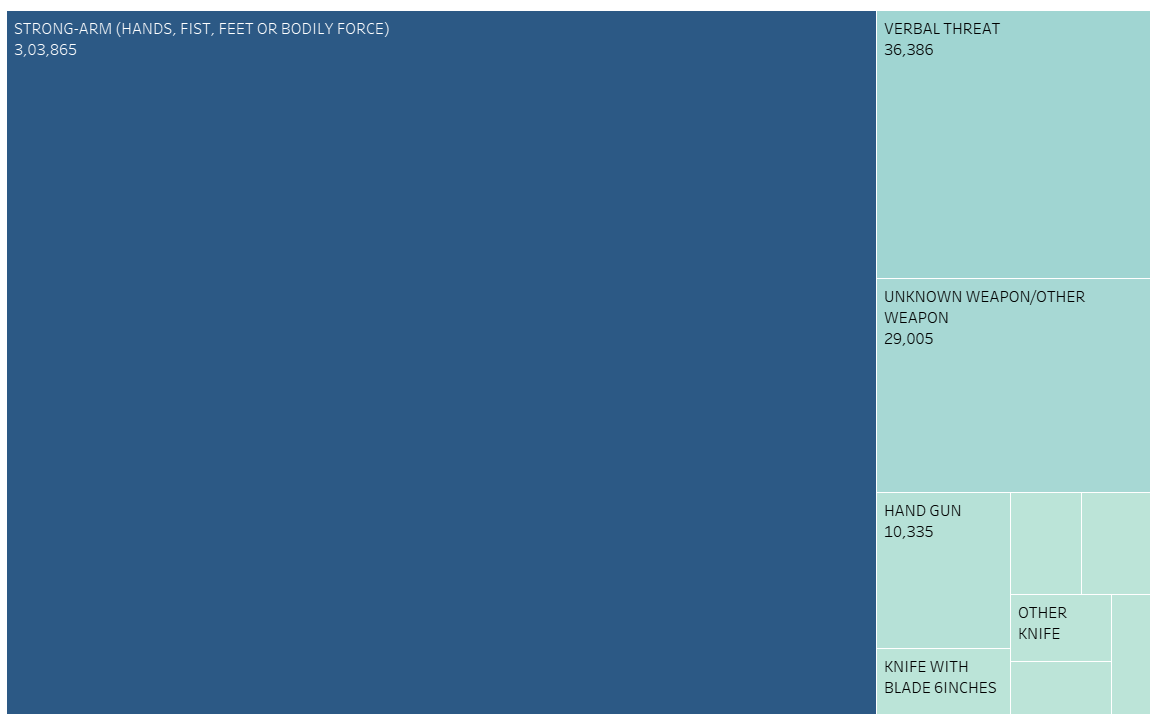 STRONG-ARM (HANDS, FIST, FEET OR BODILY FORCE)
3,03,865
VERBAL THREAT
36,386
UNKNOWN WEAPON/OTHER
WEAPON
29,005
HAND GUN
10,335
KNIFE WITH
BLADE 6INCHES
OTHER
KNIFE